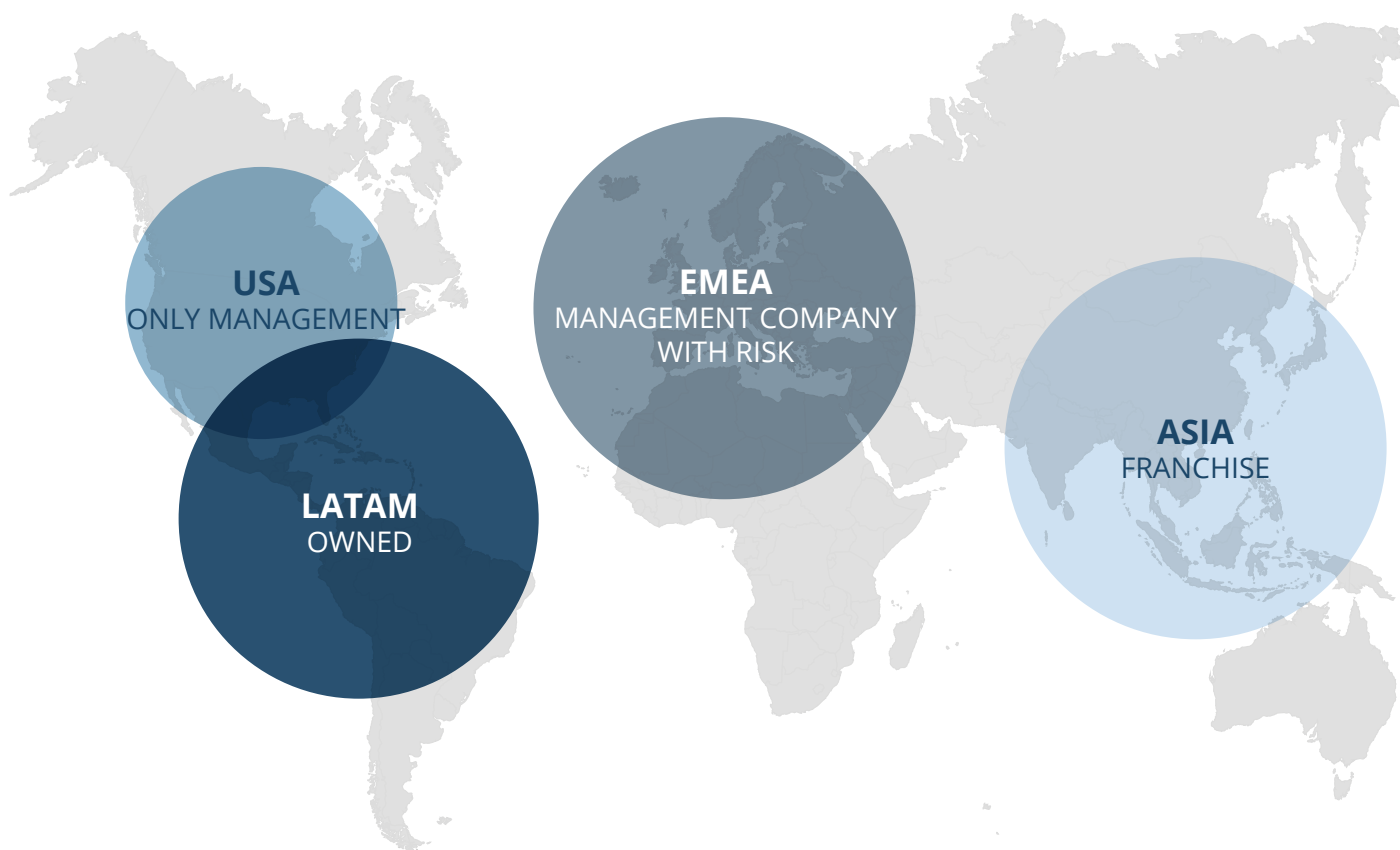 USA
ONLY MANAGEMENT
EMEA
MANAGEMENT COMPANY
WITH RISK
ASIA
FRANCHISE
LATAM
OWNED